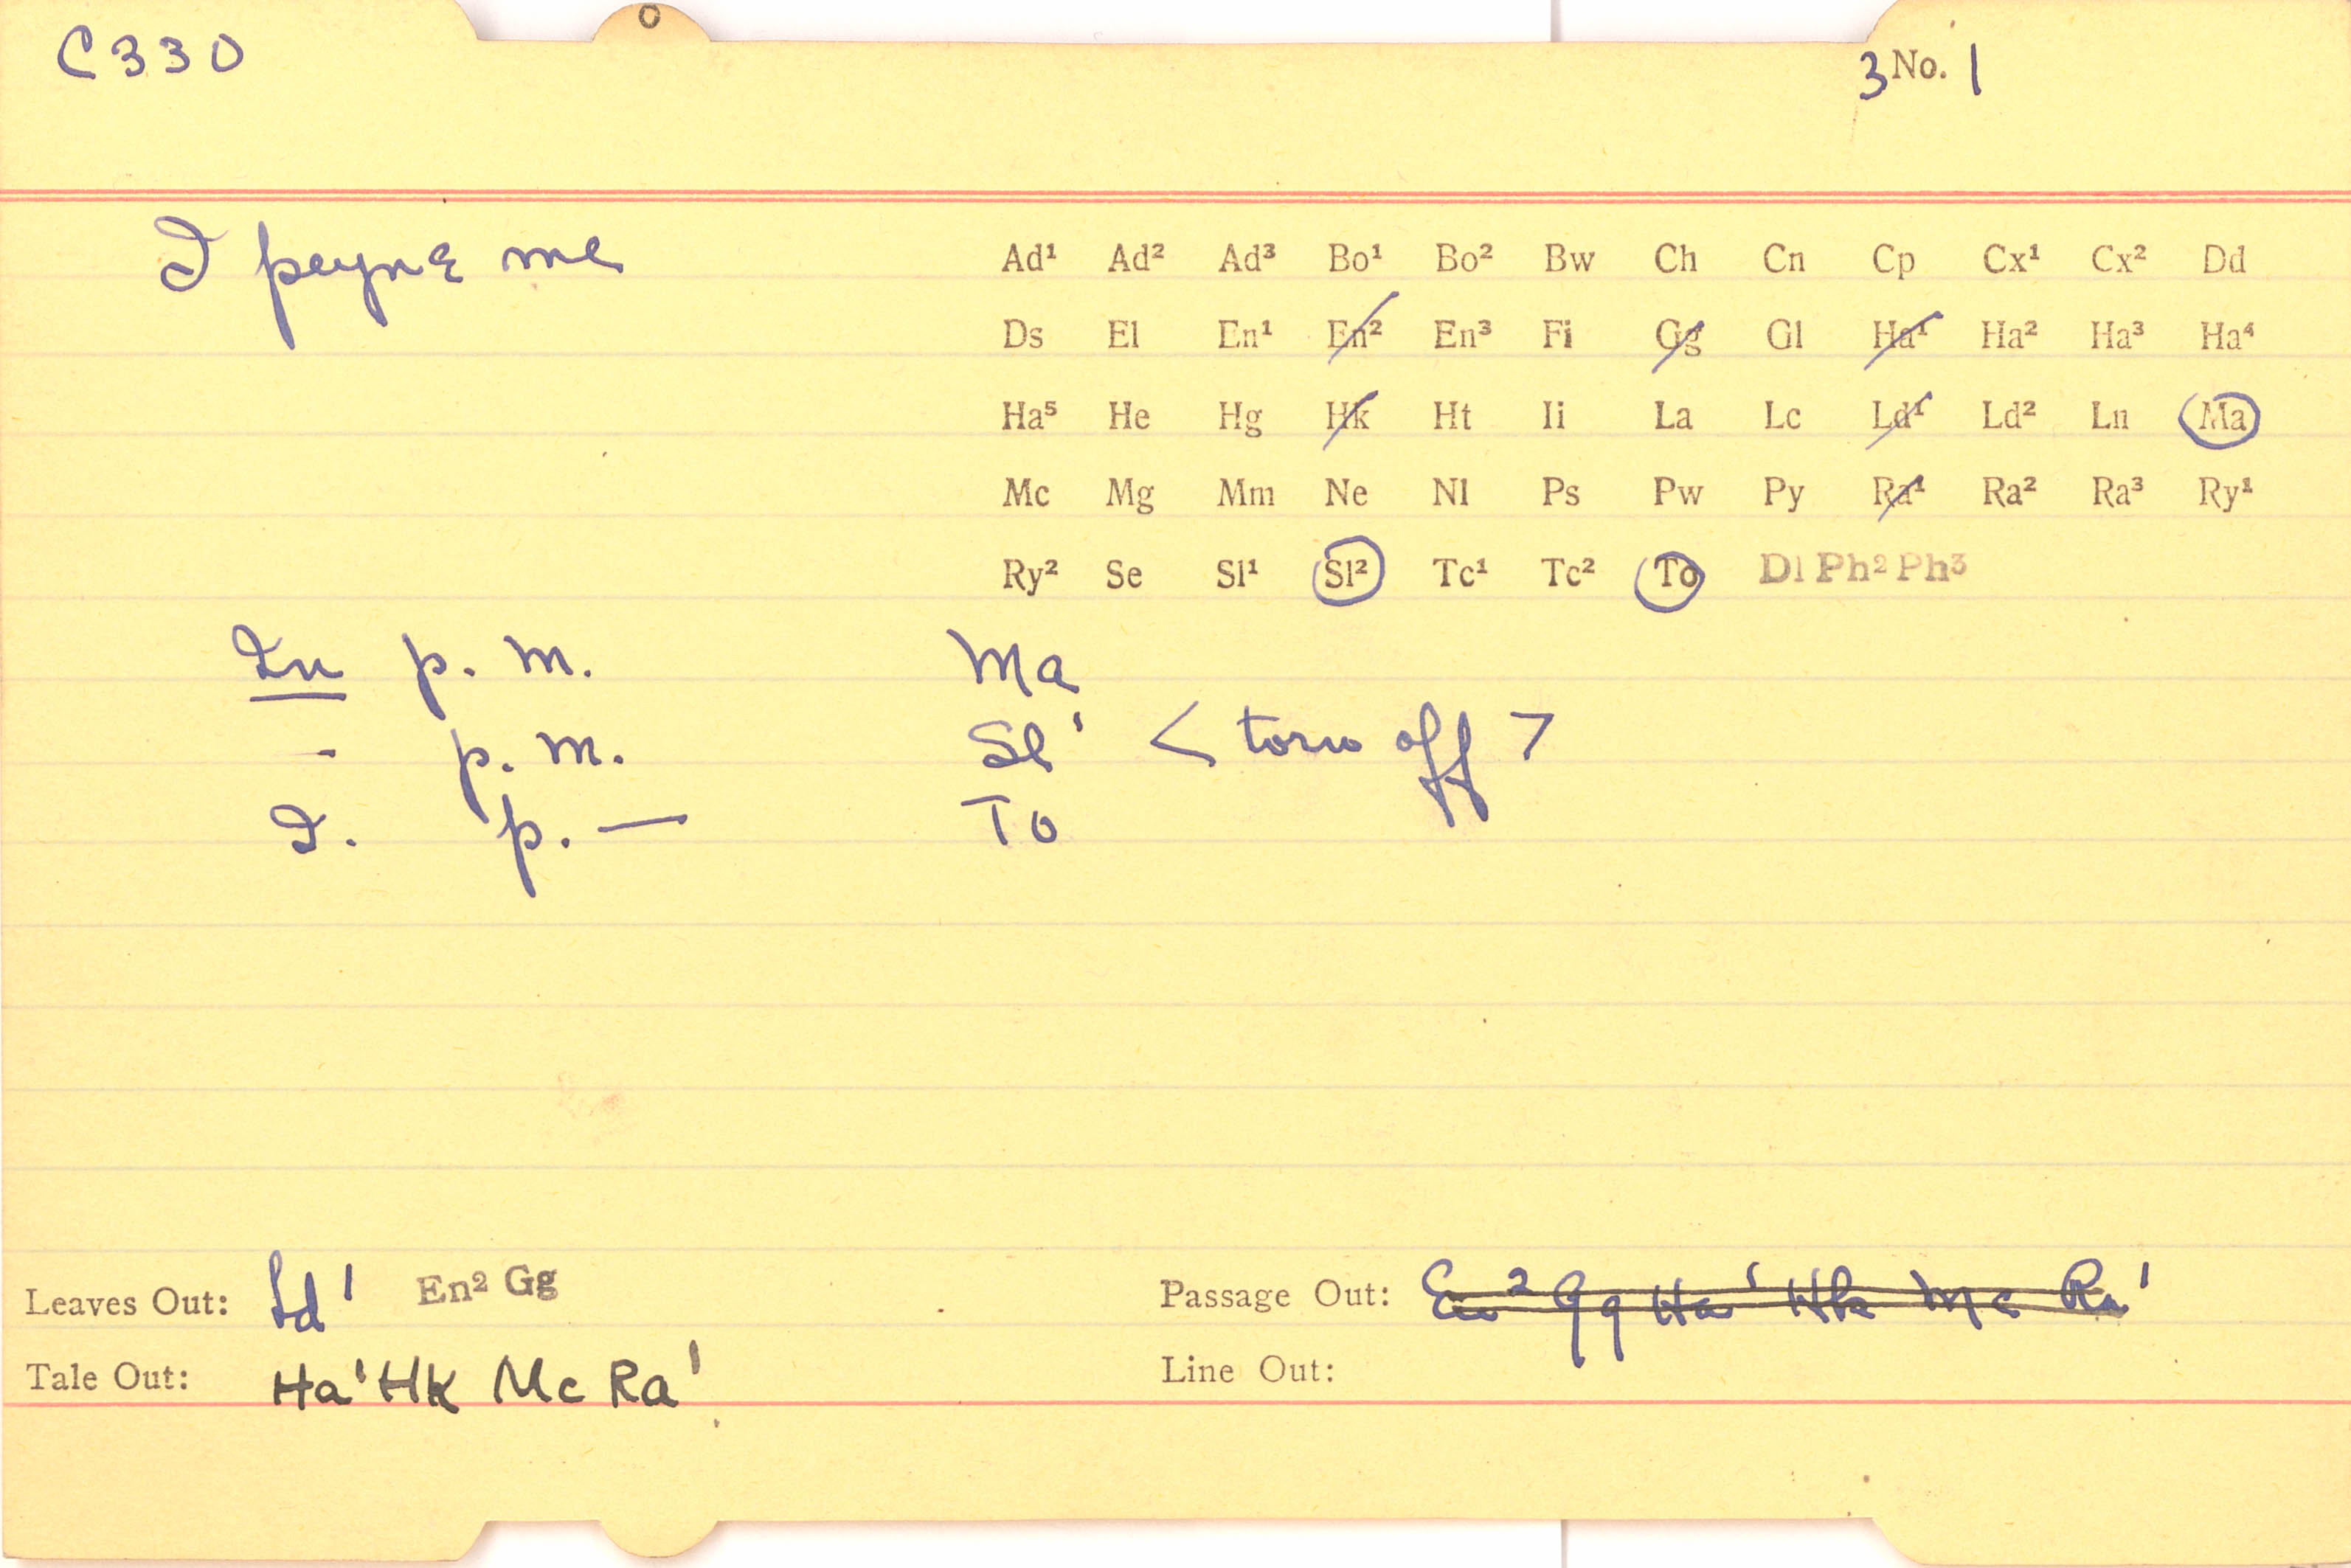 O
C 330
3 No. 1
I peyne me
Ad¹ Ad² Ad³ Bo¹ Bo² Bw Ch Cn Cp Cx¹ Cx² Dd
Ds El En¹ En² En³ Fi Gg Gl Ha¹ Ha² Ha³ Ha⁴
Ha⁵ He Hg Hk Ht Ii La Lc Ld¹ Ld² Ln Ma
Mc Mg Mm Ne Nl Ps Pw Py Ra¹ Ra² Ra³ Ry¹
Ry² Se Sl¹ Sl² Tc¹ Tc² To Dl Ph² Ph³
In p. m. Ma
- p. m. Sl¹ < torn off >
I. p. — To
Leaves Out: Ld¹ En² Gg Passage Out: En² Gg Ha¹ Hk Mc Ra¹
Tale Out: Ha¹ Hk Mc Ra¹ Line Out: